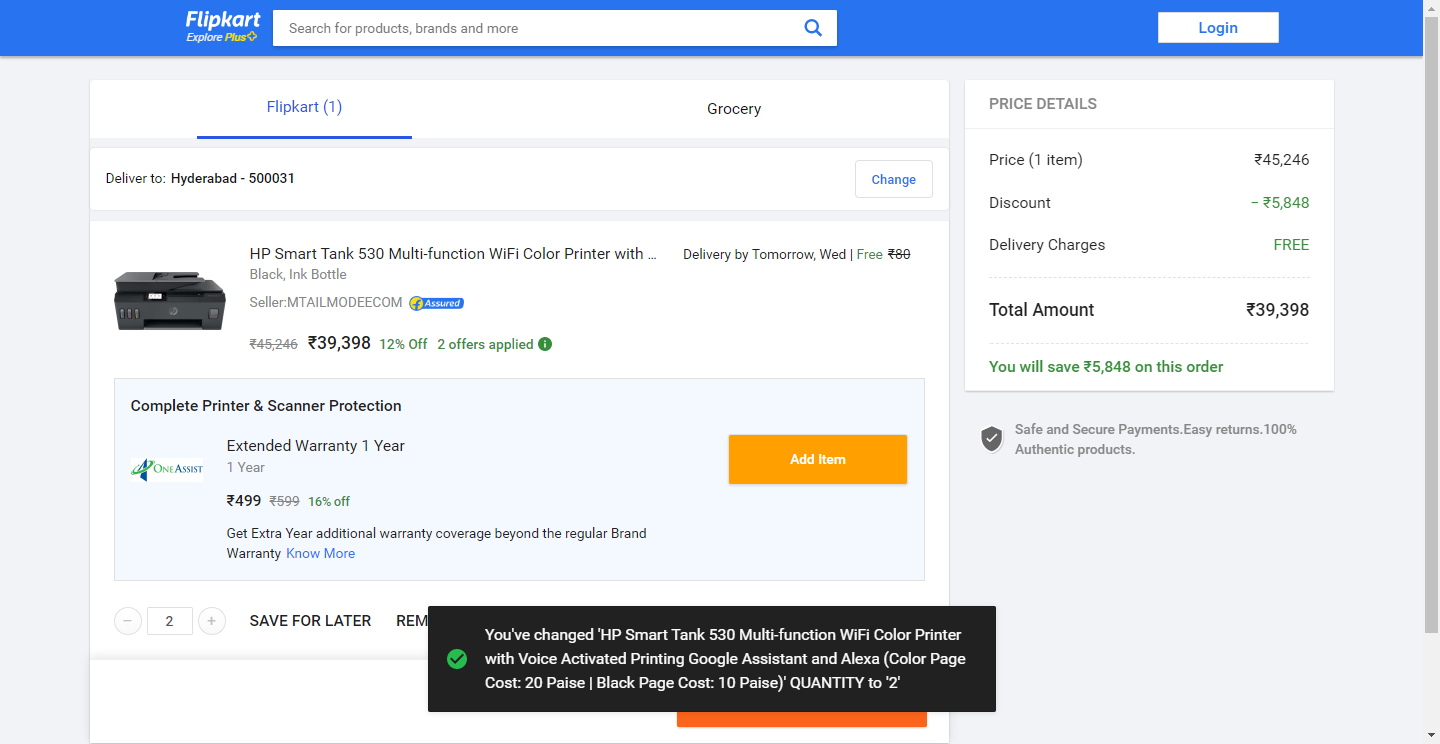 Flipkart
Explore Plus
Search for products, brands and more
Login
Flipkart (1)
Grocery
Deliver to: Hyderabad - 500031
Change
HP Smart Tank 530 Multi-function WiFi Color Printer with ...
Delivery by Tomorrow, Wed | Free ₹80
Black, Ink Bottle
Seller:MTAILMODEECOM
Assured
₹45,246 ₹39,398 12% Off 2 offers applied
Complete Printer & Scanner Protection
ONEASSIST
Extended Warranty 1 Year
1 Year
₹499 ₹599 16% off
Get Extra Year additional warranty coverage beyond the regular Brand
Warranty Know More
Add Item
2
SAVE FOR LATER
REM
You've changed 'HP Smart Tank 530 Multi-function WiFi Color Printer
with Voice Activated Printing Google Assistant and Alexa (Color Page
Cost: 20 Paise | Black Page Cost: 10 Paise)' QUANTITY to '2'
PRICE DETAILS
Price (1 item) ₹45,246
Discount − ₹5,848
Delivery Charges FREE
Total Amount ₹39,398
You will save ₹5,848 on this order
Safe and Secure Payments.Easy returns.100%
Authentic products.